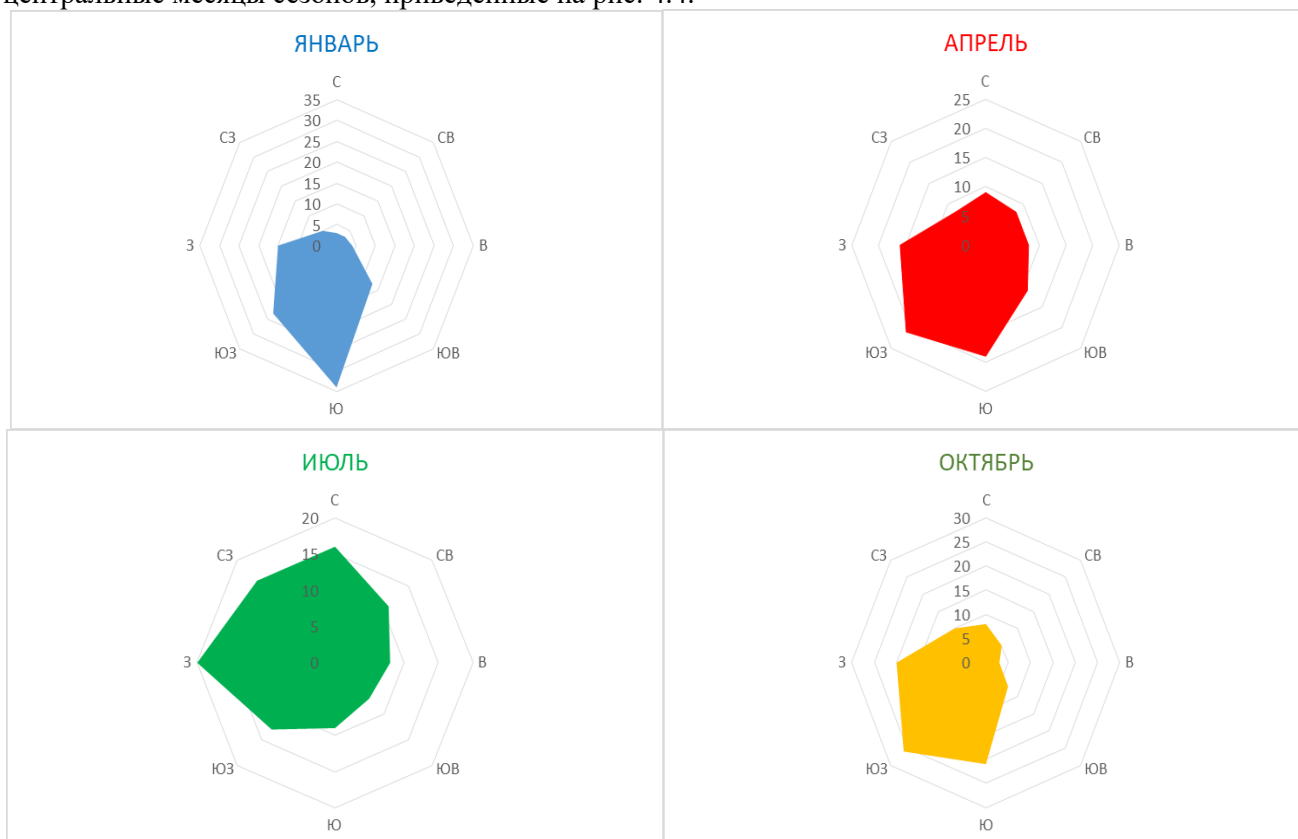 центральные месяцы сезонов, приведенные на рис. 4.4.
ЯНВАРЬ
С
35
30
СЗ
СВ
25
20
15
10
5
З
0
В
ЮЗ
ЮВ
Ю
АПРЕЛЬ
С
25
СЗ
20
СВ
15
10
5
З
0
В
ЮЗ
ЮВ
Ю
ИЮЛЬ
С
20
СЗ
15
СВ
10
5
З
0
В
ЮЗ
ЮВ
Ю
ОКТЯБРЬ
С
30
25
СЗ
СВ
20
15
10
5
З
0
В
ЮЗ
ЮВ
Ю